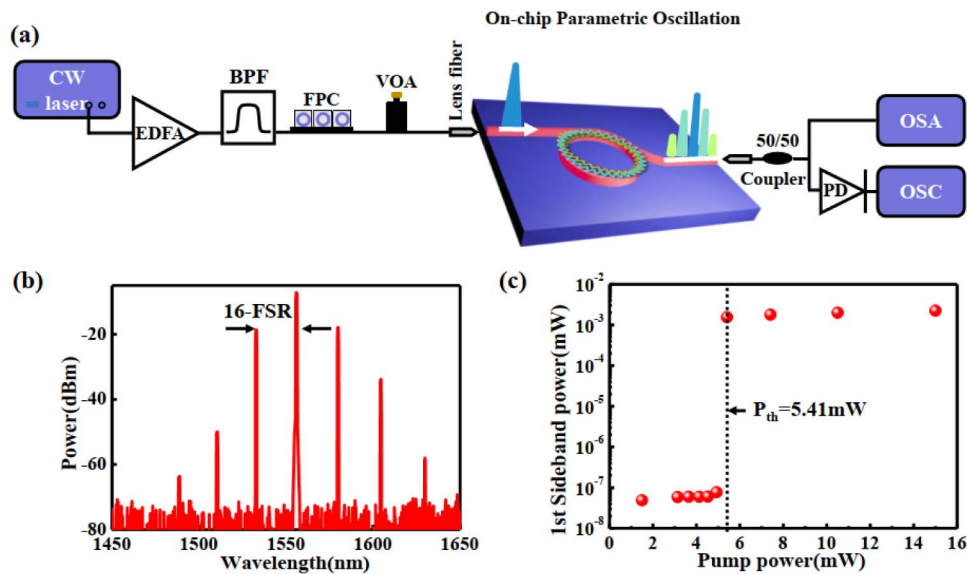 On-chip Parametric Oscillation
(a)
CW
laser
EDFA
BPF
FPC
VOA
Lens fiber
50/50
Coupler
OSA
PD
OSC
(b)
16-FSR
Power(dBm)
-20
-40
-60
-80
1450
1500
1550
1600
1650
Wavelength(nm)
(c)
1st Sideband power(mW)
10⁻²
10⁻³
10⁻⁴
10⁻⁵
10⁻⁶
10⁻⁷
10⁻⁸
Pₜₕ=5.41mW
0
2
4
6
8
10
12
14
16
Pump power(mW)